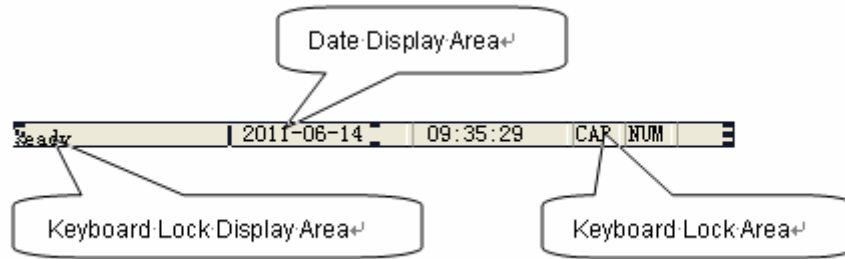 Date Display Area
Ready 2011-06-14 09:35:29 CAP NUM
Keyboard Lock Display Area
Keyboard Lock Area